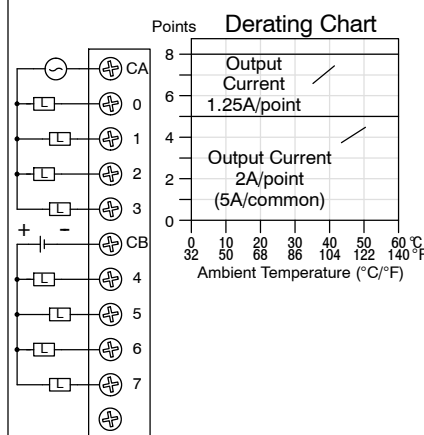 Points
Derating Chart
8
6
4
2
0
Output
Current
1.25A/point
Output Current
2A/point
(5A/common)
0 10 20 30 40 50 60 °C
32 50 68 86 104 122 140 °F
Ambient Temperature (°C/°F)
CA
L 0
L 1
L 2
L 3
+ –
CB
L 4
L 5
L 6
L 7